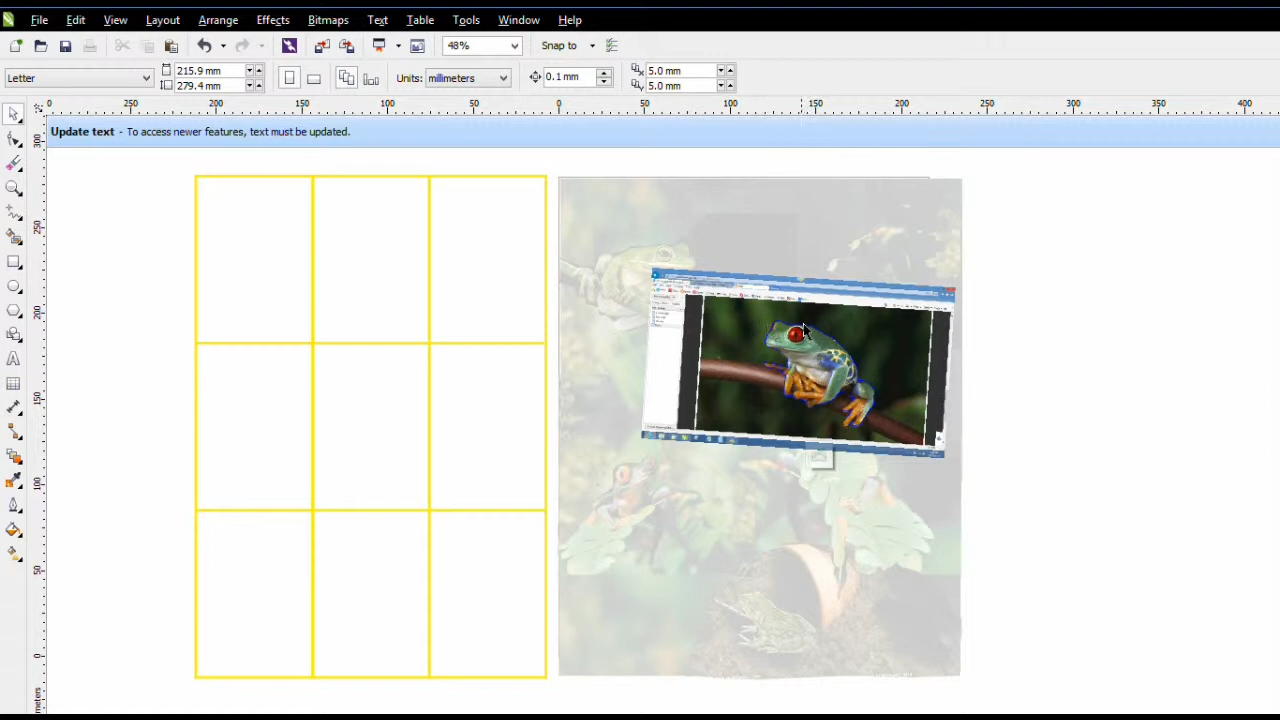 File Edit View Layout Arrange Effects Bitmaps Text Table Tools Window Help
48% Snap to
Letter 215.9 mm 279.4 mm Units: millimeters 0.1 mm 5.0 mm 5.0 mm
0 250 200 150 100 50 0 50 100 150 200 250 300 350 400
Update text - To access newer features, text must be updated.
300
250
200
150
100
50
0